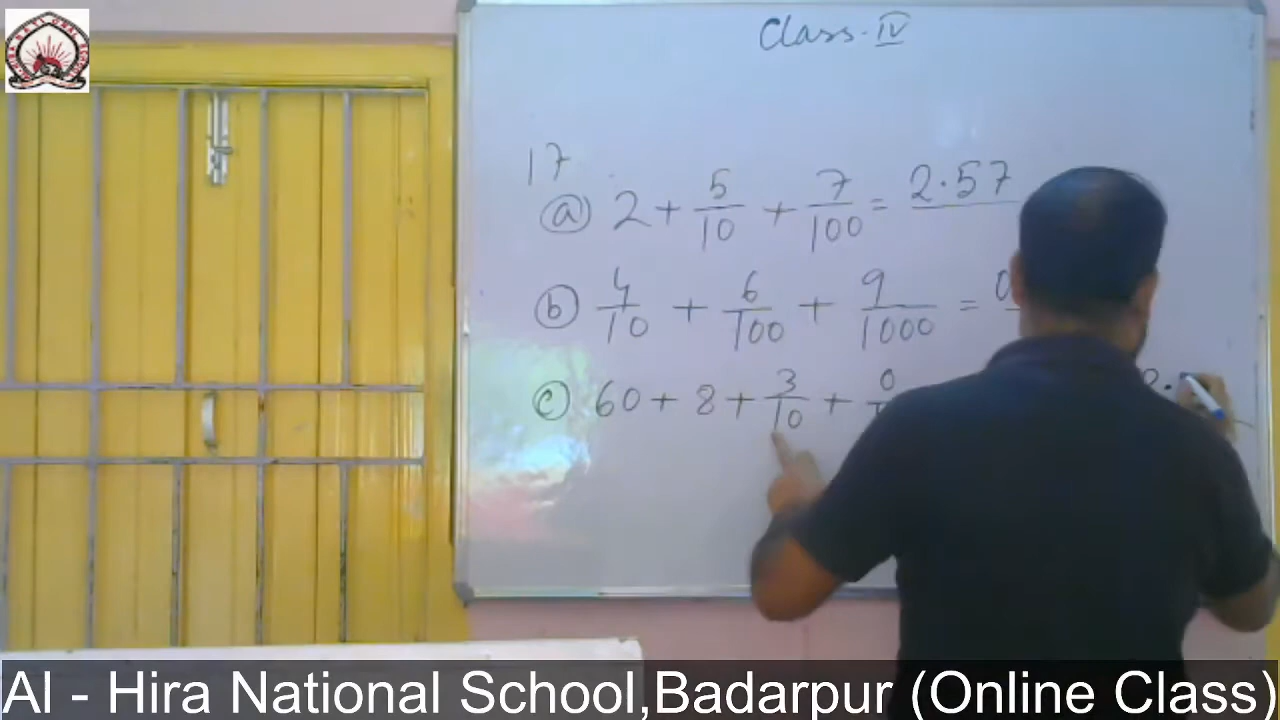 Class-IV
17
(a) 2 + 5/10 + 7/100 = 2.57
(b) 4/10 + 6/100 + 9/1000 = 0
(c) 60 + 8 + 3/10 + 0
Al - Hira National School,Badarpur (Online Class)